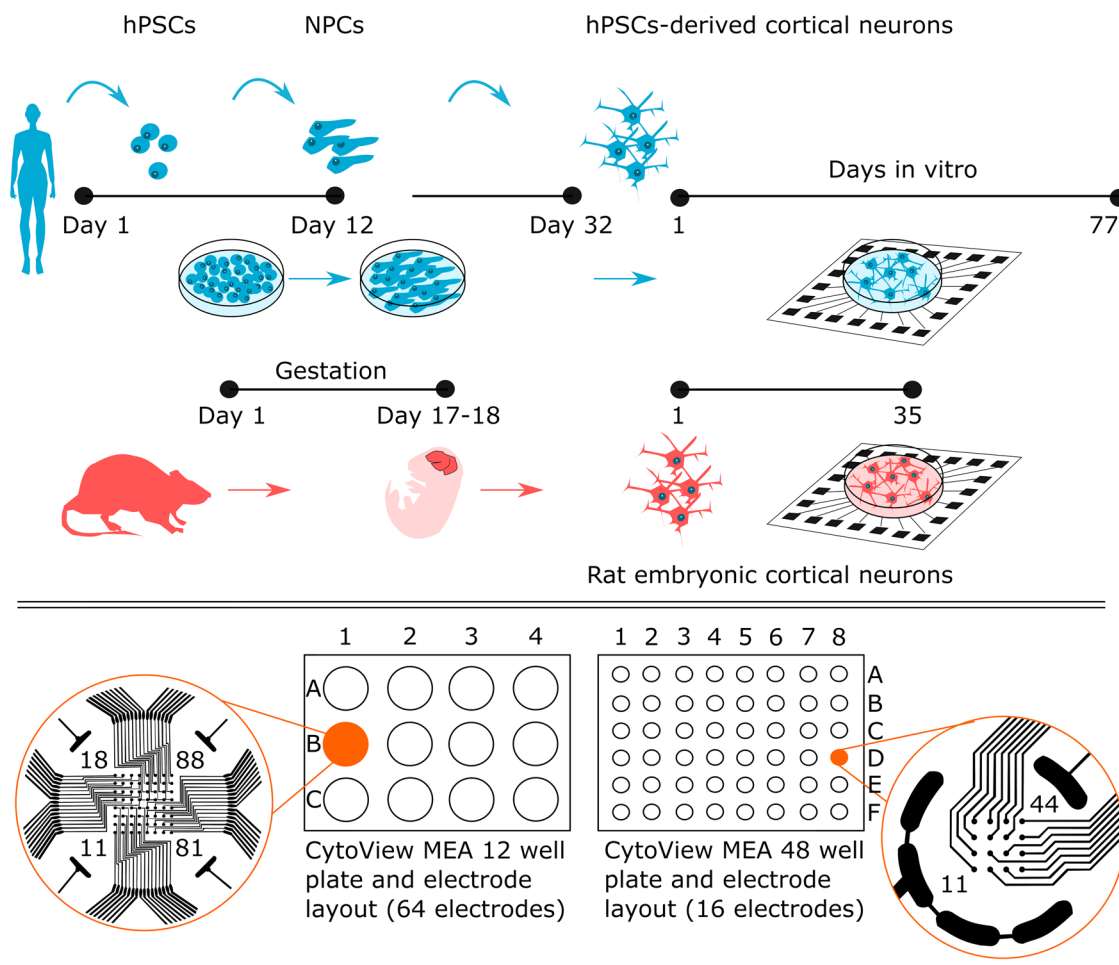 hPSCs NPCs hPSCs-derived cortical neurons
Days in vitro
Day 1 Day 12 Day 32 1 77
Gestation
Day 1 Day 17-18 1 35
Rat embryonic cortical neurons
1 2 3 4
A
B
C
1 2 3 4 5 6 7 8
A
B
C
D
E
F
18 88
11 81
44
11
CytoView MEA 12 well
plate and electrode
layout (64 electrodes)
CytoView MEA 48 well
plate and electrode
layout (16 electrodes)